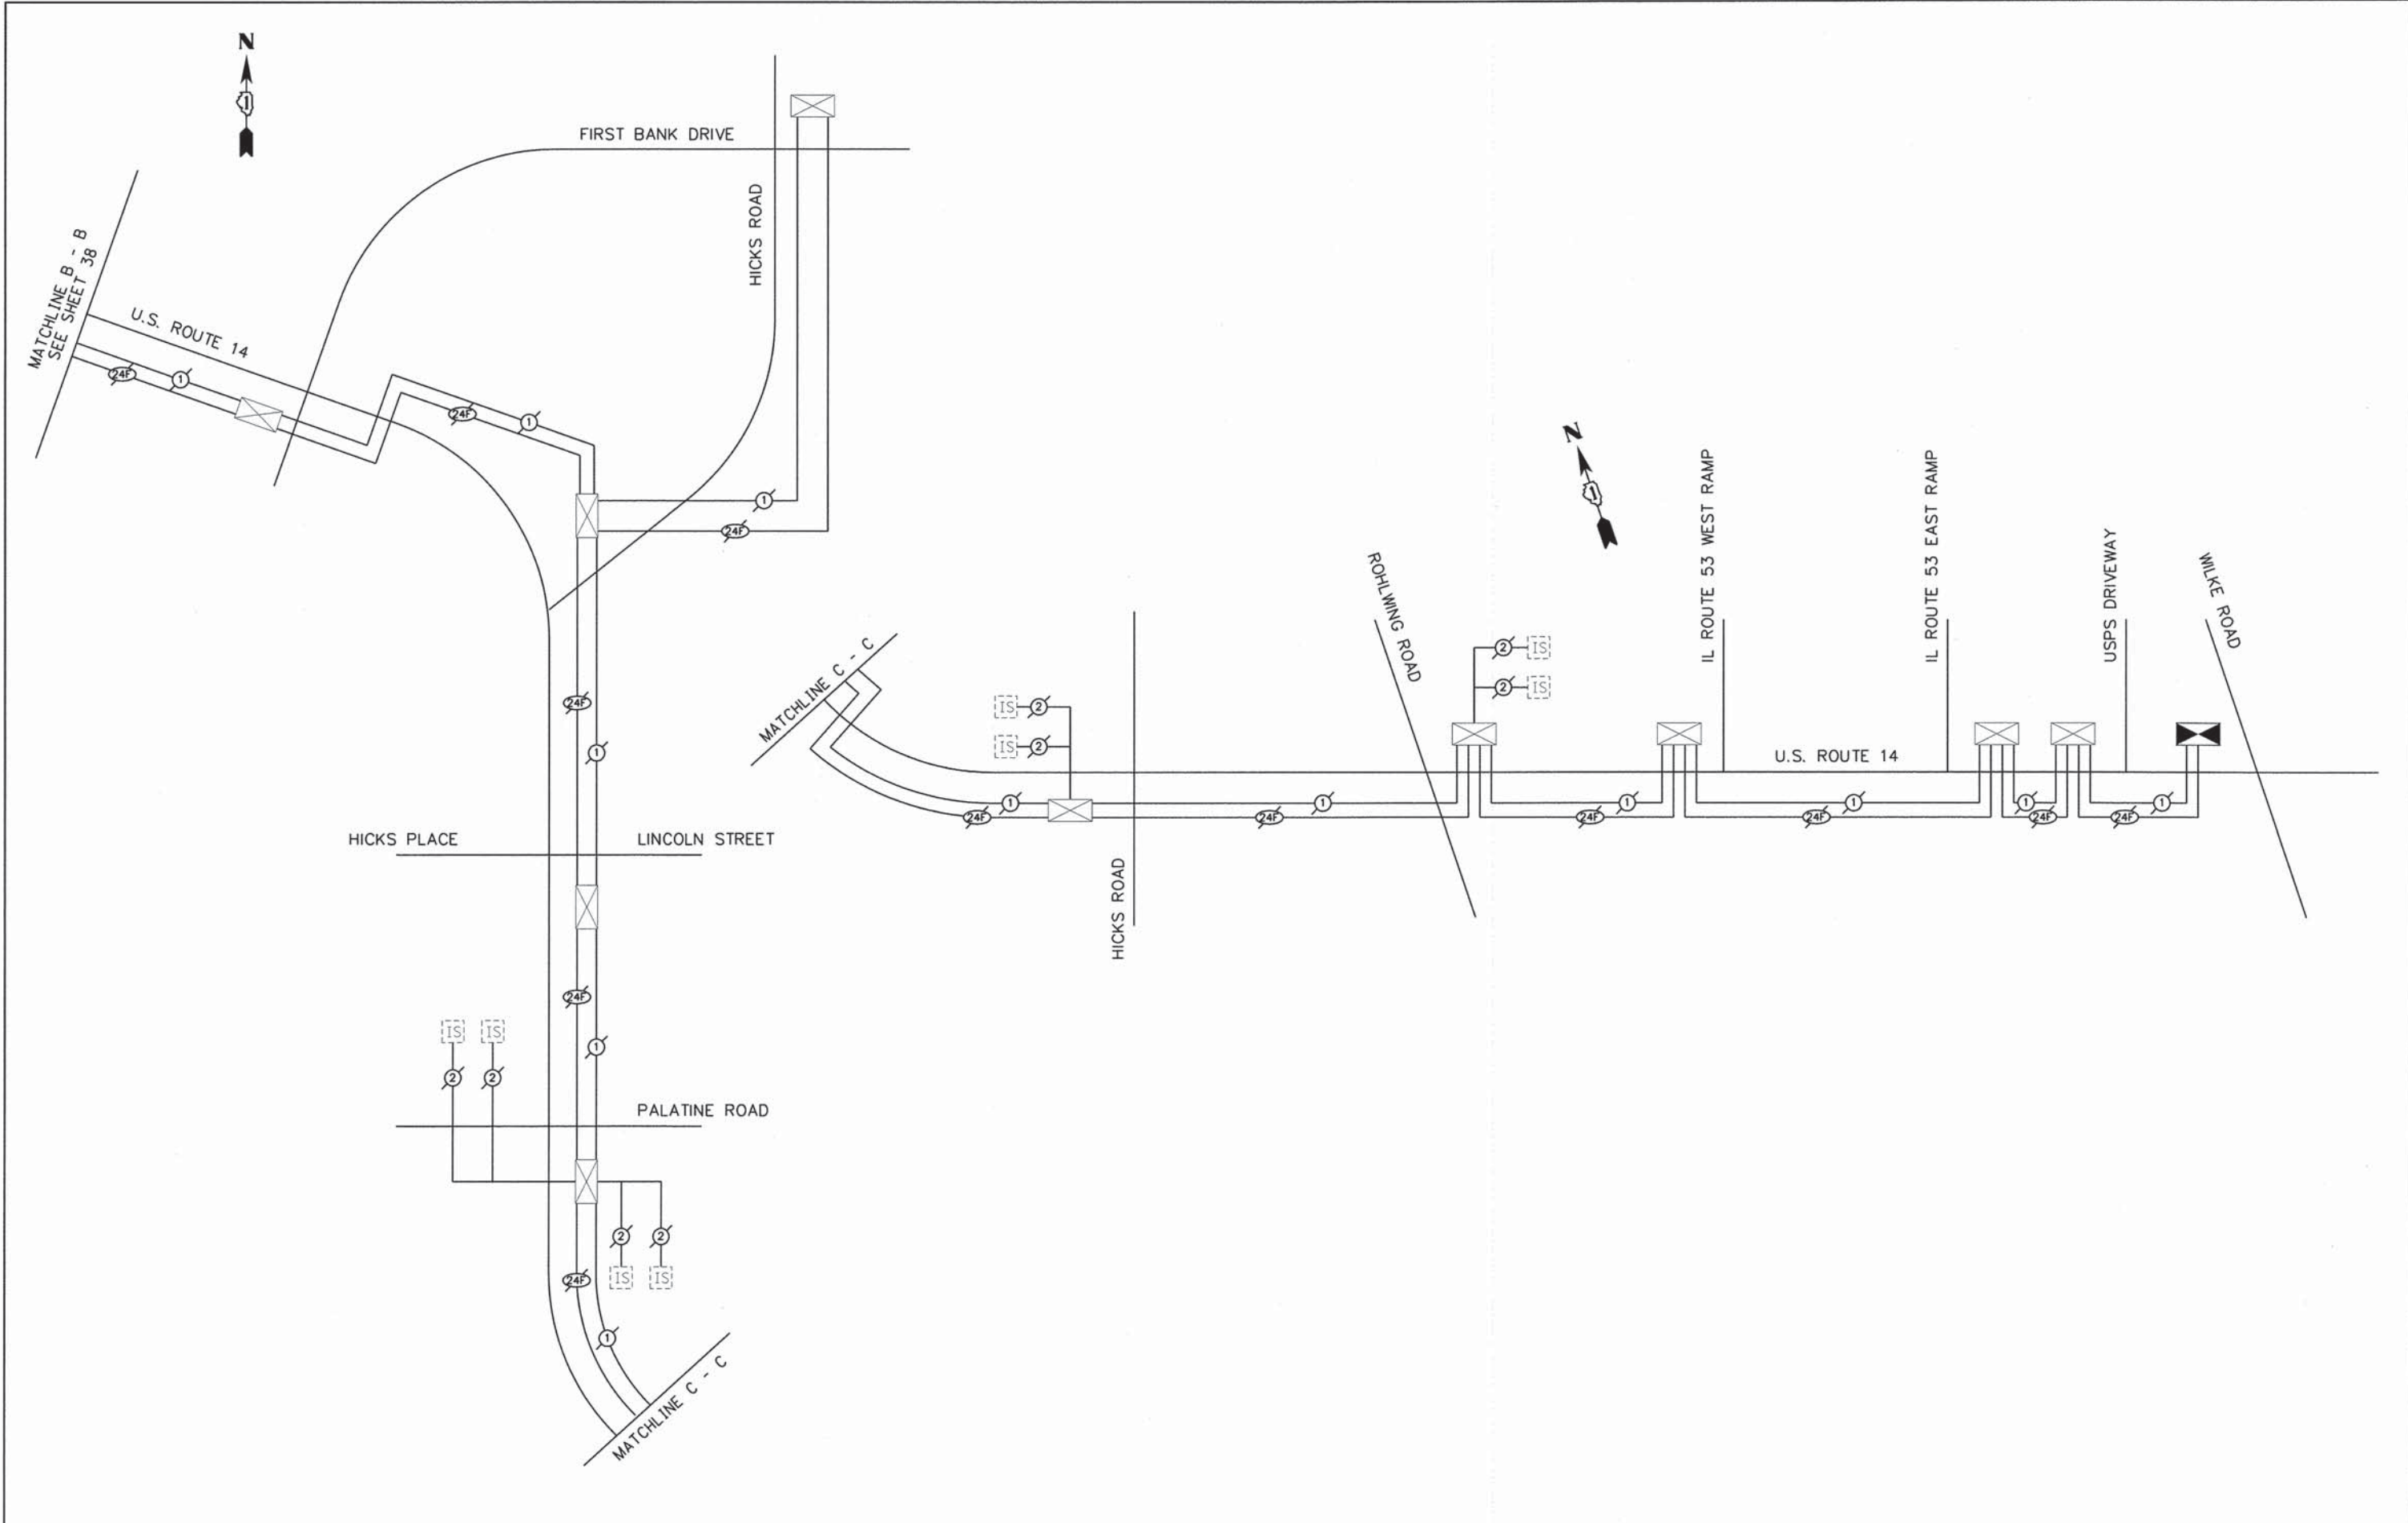 N
1
FIRST BANK DRIVE
HICKS ROAD
MATCHLINE B - B
SEE SHEET 38
U.S. ROUTE 14
24F
1
24F
1
1
24F
24F
1
HICKS PLACE
LINCOLN STREET
24F
1
IS
IS
2
2
PALATINE ROAD
2
2
IS
IS
24F
1
MATCHLINE C - C
MATCHLINE C - C
IS
2
IS
2
1
24F
HICKS ROAD
1
24F
ROHLWING ROAD
2
IS
2
IS
N
1
1
24F
IL ROUTE 53 WEST RAMP
U.S. ROUTE 14
1
24F
IL ROUTE 53 EAST RAMP
1
24F
USPS DRIVEWAY
1
24F
WILKE ROAD